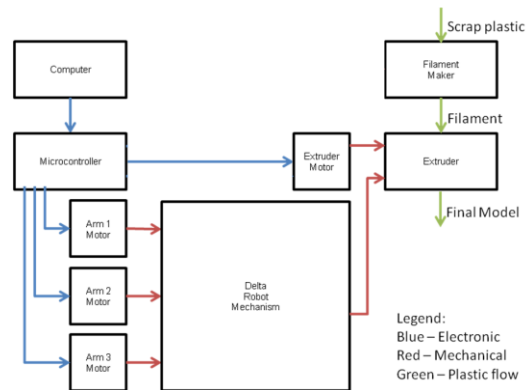 Scrap plastic
Computer
Filament
Maker
Filament
Microcontroller
Extruder
Motor
Extruder
Final Model
Arm 1
Motor
Arm 2
Motor
Delta
Robot
Mechanism
Arm 3
Motor
Legend:
Blue – Electronic
Red – Mechanical
Green – Plastic flow